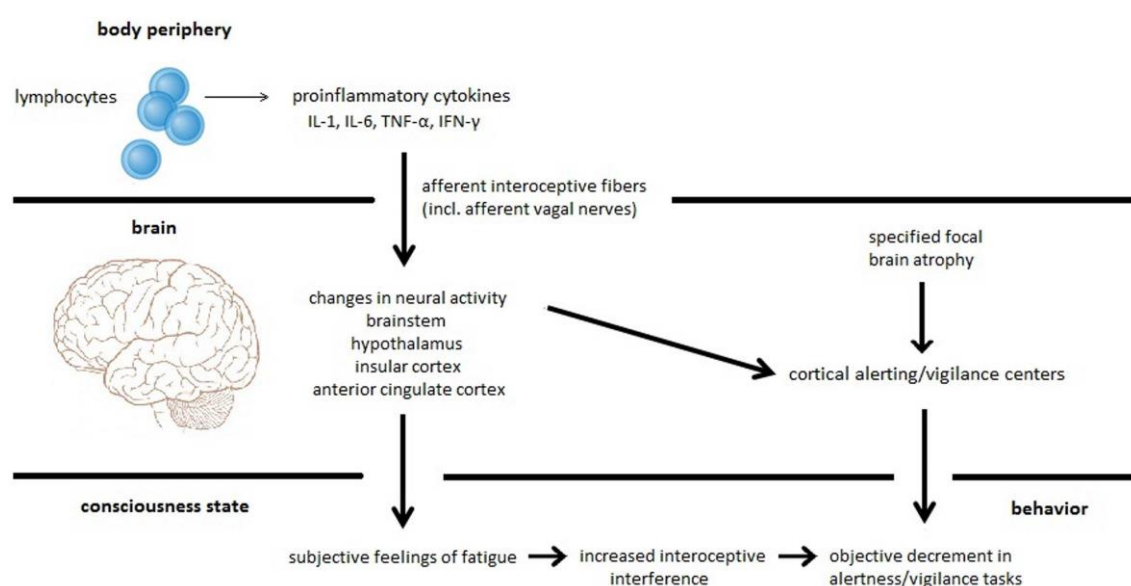 body periphery
lymphocytes
proinflammatory cytokines
IL-1, IL-6, TNF-α, IFN-γ
afferent interoceptive fibers
(incl. afferent vagal nerves)
brain
specified focal
brain atrophy
changes in neural activity
brainstem
hypothalamus
insular cortex
anterior cingulate cortex
cortical alerting/vigilance centers
consciousness state
behavior
subjective feelings of fatigue
increased interoceptive
interference
objective decrement in
alertness/vigilance tasks